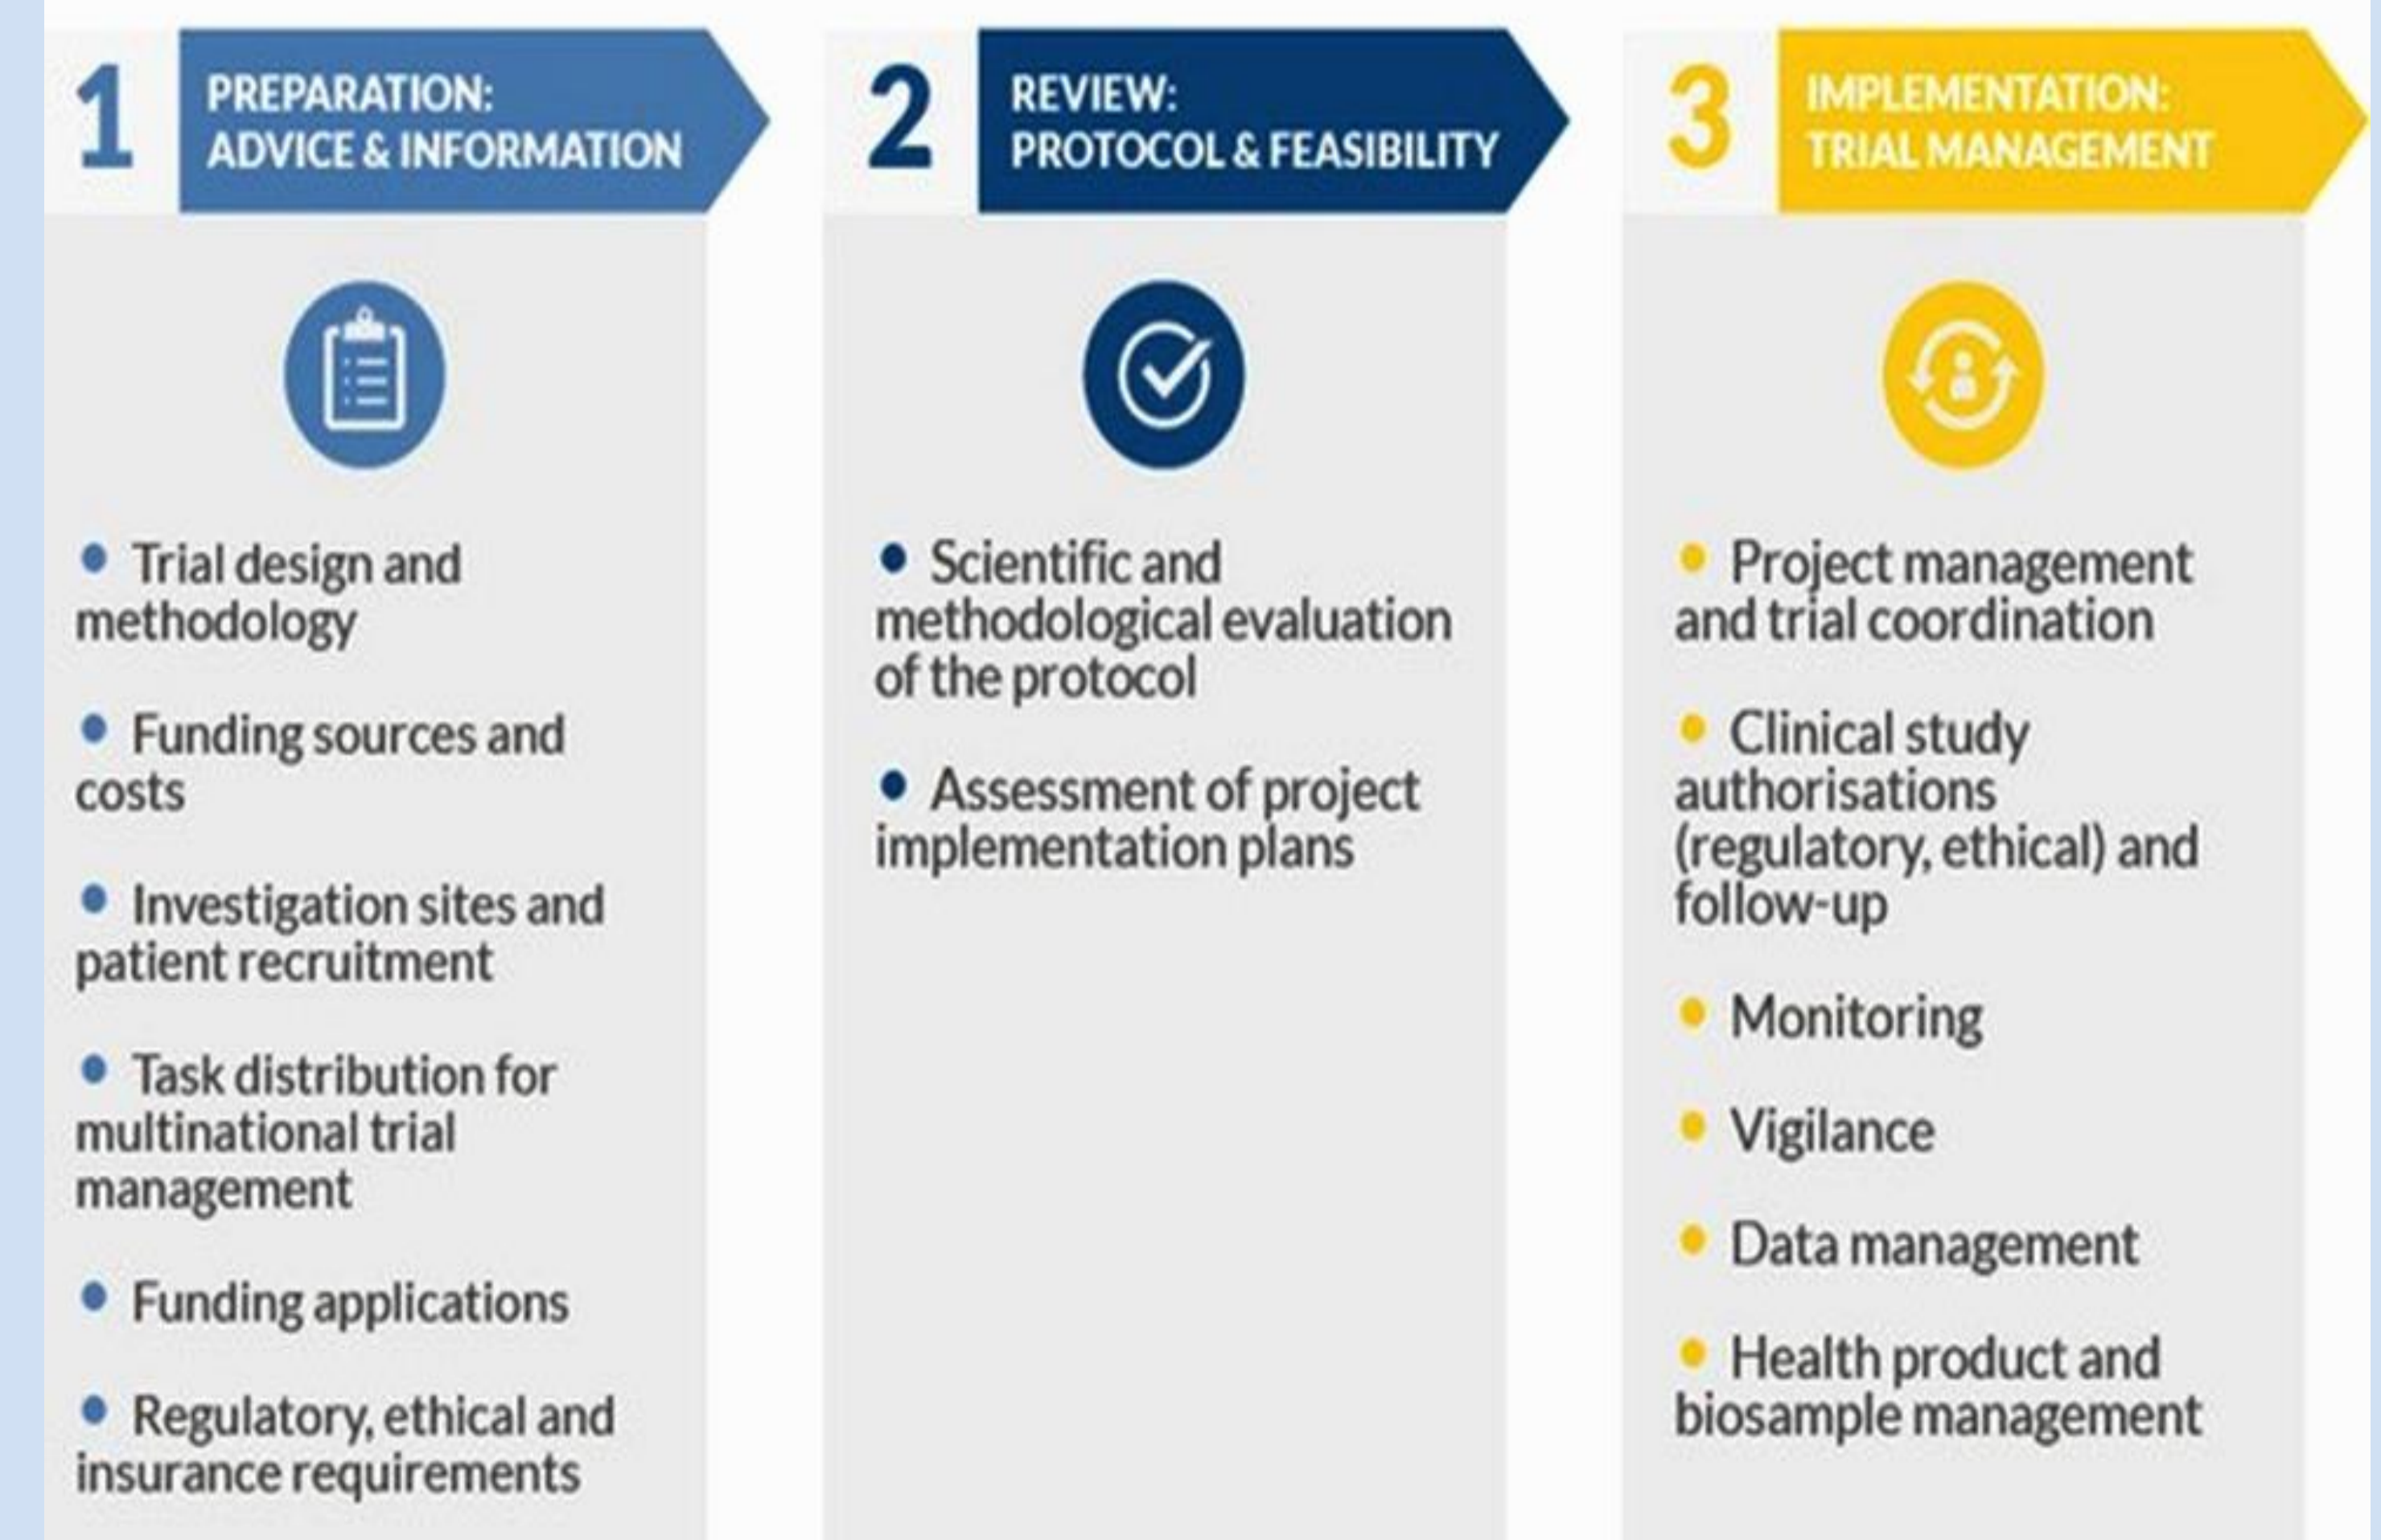 1
PREPARATION:
ADVICE & INFORMATION
• Trial design and
methodology
• Funding sources and
costs
• Investigation sites and
patient recruitment
• Task distribution for
multinational trial
management
• Funding applications
• Regulatory, ethical and
insurance requirements
2
REVIEW:
PROTOCOL & FEASIBILITY
• Scientific and
methodological evaluation
of the protocol
• Assessment of project
implementation plans
3
IMPLEMENTATION:
TRIAL MANAGEMENT
• Project management
and trial coordination
• Clinical study
authorisations
(regulatory, ethical) and
follow-up
• Monitoring
• Vigilance
• Data management
• Health product and
biosample management